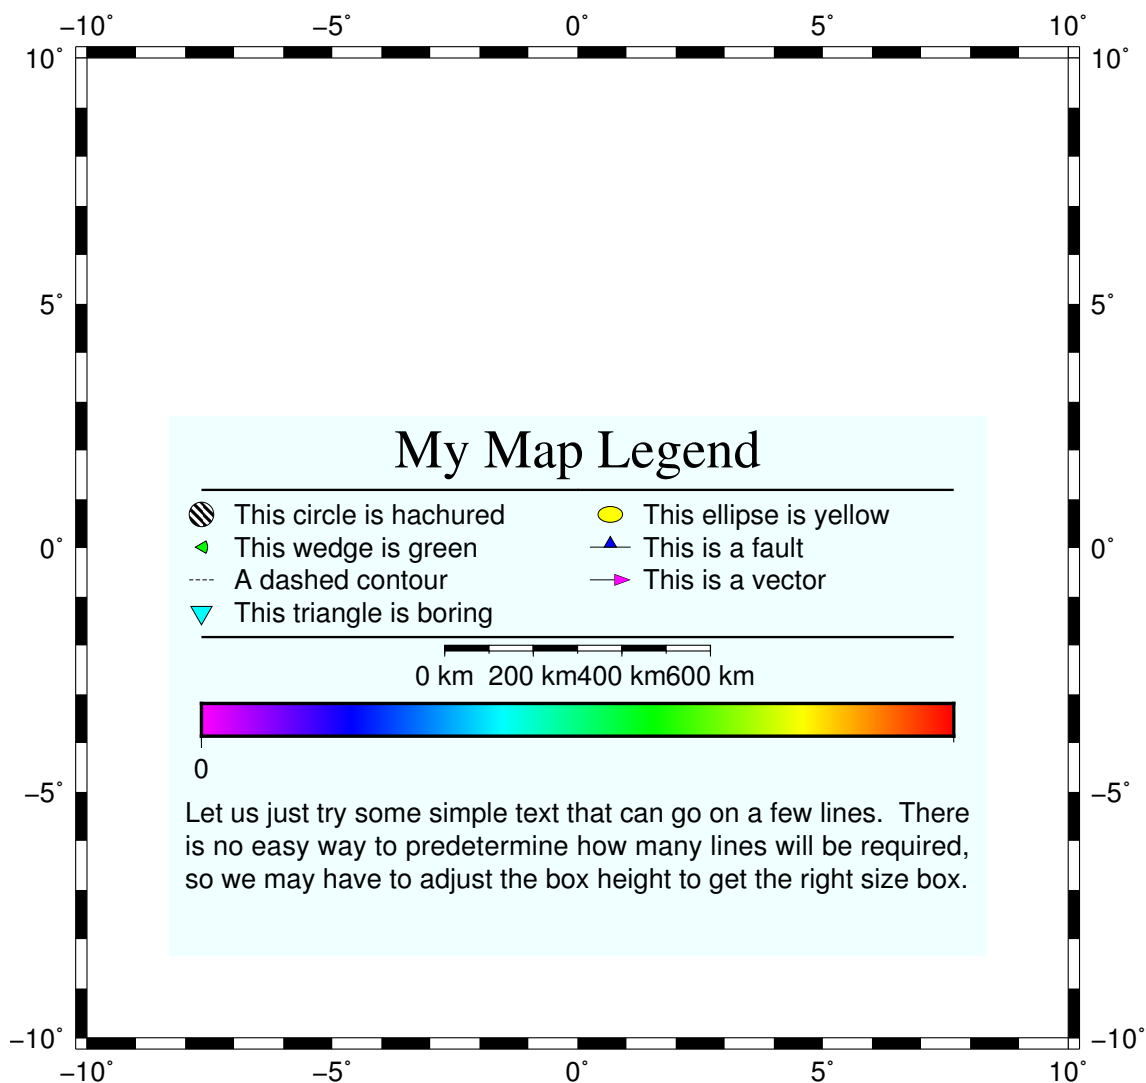 −10˚ −5˚ 0˚ 5˚ 10˚
10˚ 10˚
5˚ 5˚
My Map Legend
This circle is hachured This ellipse is yellow
0˚ This wedge is green This is a fault 0˚
A dashed contour This is a vector
This triangle is boring
0 km 200 km 400 km 600 km
0
−5˚ −5˚
Let us just try some simple text that can go on a few lines. There
is no easy way to predetermine how many lines will be required,
so we may have to adjust the box height to get the right size box.
−10˚ −10˚
−10˚ −5˚ 0˚ 5˚ 10˚